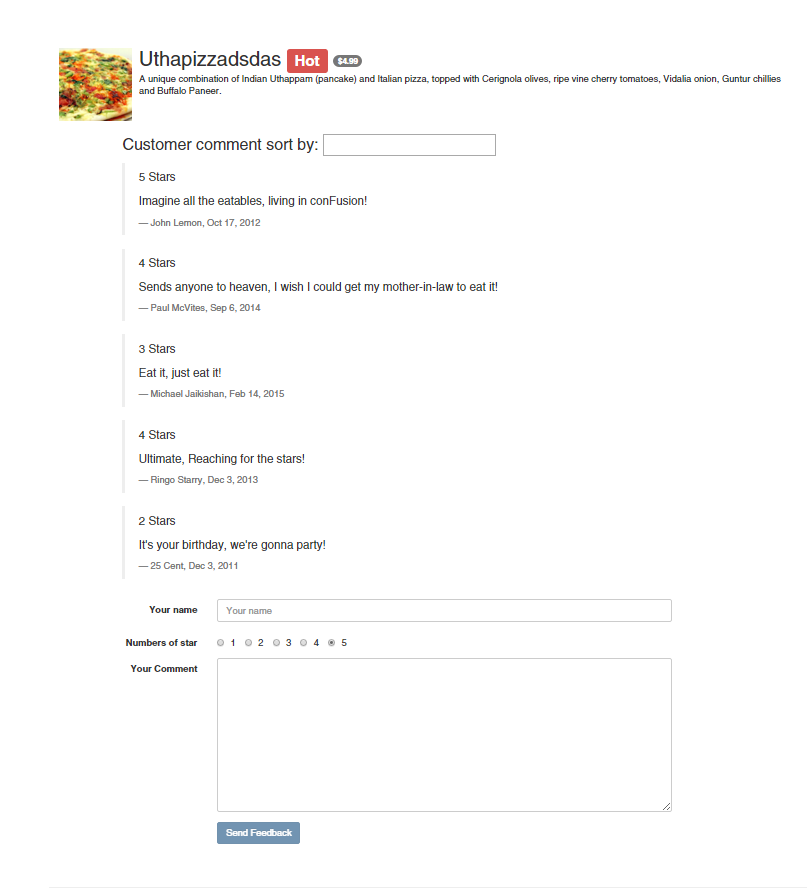 Uthapizzadsdas Hot $4.99
A unique combination of Indian Uthappam (pancake) and Italian pizza, topped with Cerignola olives, ripe vine cherry tomatoes, Vidalia onion, Guntur chillies
and Buffalo Paneer.
Customer comment sort by:
5 Stars
Imagine all the eatables, living in conFusion!
— John Lemon, Oct 17, 2012
4 Stars
Sends anyone to heaven, I wish I could get my mother-in-law to eat it!
— Paul McVites, Sep 6, 2014
3 Stars
Eat it, just eat it!
— Michael Jaikishan, Feb 14, 2015
4 Stars
Ultimate, Reaching for the stars!
— Ringo Starry, Dec 3, 2013
2 Stars
It's your birthday, we're gonna party!
— 25 Cent, Dec 3, 2011
Your name Your name
Numbers of star 1 2 3 4 5
Your Comment
Send Feedback